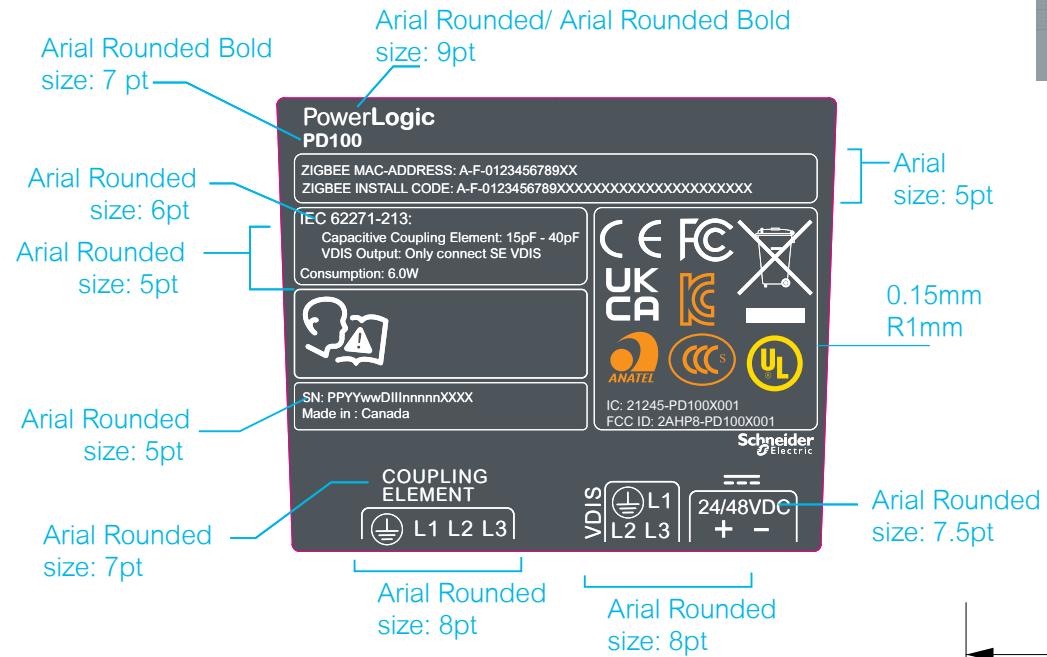 Arial Rounded/ Arial Rounded Bold
size: 9pt
Arial Rounded Bold
size: 7 pt
PowerLogic
PD100
ZIGBEE MAC-ADDRESS: A-F-0123456789XX
ZIGBEE INSTALL CODE: A-F-0123456789XXXXXXXXXXXXXXXXXXXXXX
Arial
size: 5pt
Arial Rounded
size: 6pt
Arial Rounded
size: 5pt
IEC 62271-213:
Capacitive Coupling Element: 15pF - 40pF
VDIS Output: Only connect SE VDIS
Consumption: 6.0W
CE FC
UK
CA
ANATEL
CCC S
UL
®
0.15mm
R1mm
SN: PPYYwwDIIInnnnnXXXX
Made in : Canada
IC: 21245-PD100X001
FCC ID: 2AHP8-PD100X001
Schneider
Electric
Arial Rounded
size: 5pt
COUPLING
ELEMENT
L1 L2 L3
VDIS
L1
L2 L3
24/48VDC
+ -
Arial Rounded
size: 7pt
Arial Rounded
size: 7.5pt
Arial Rounded
size: 8pt
Arial Rounded
size: 8pt